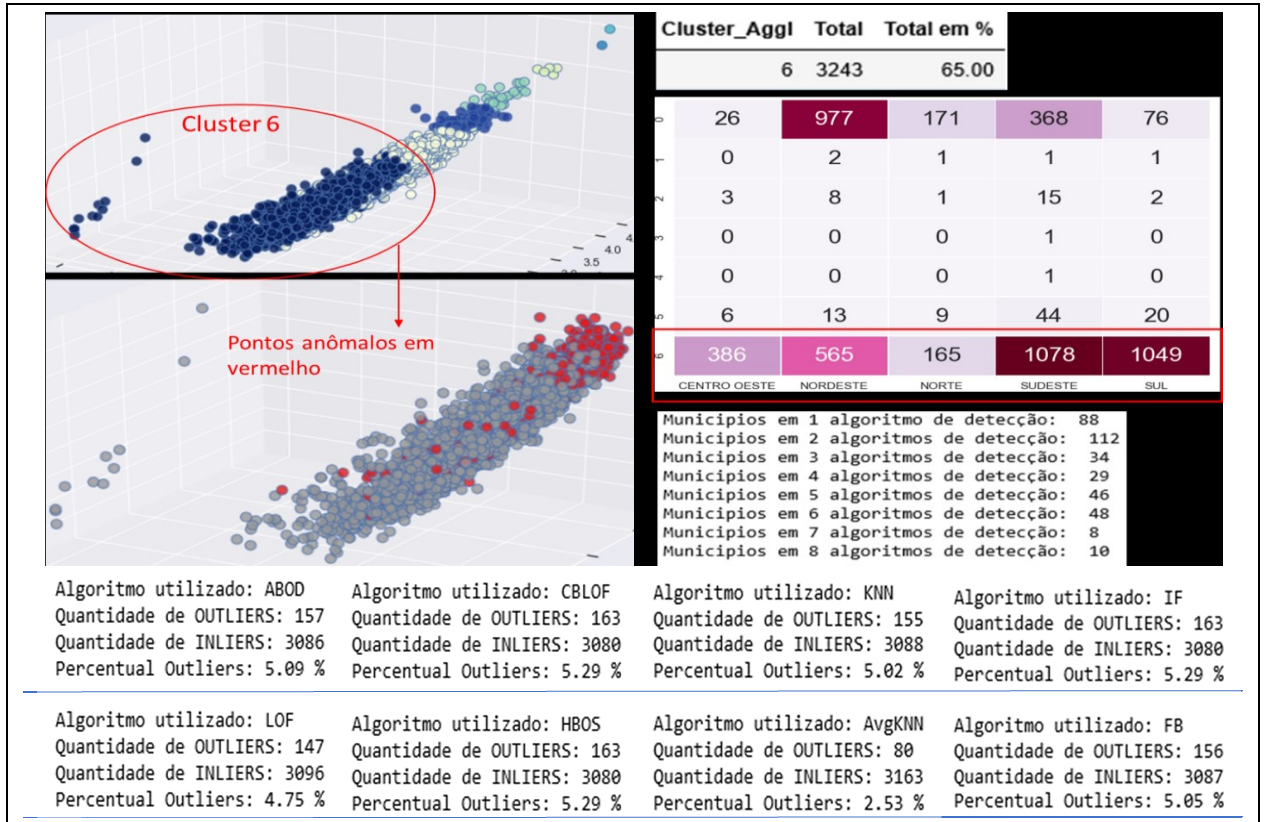 Cluster 6
4.0
3.5
Pontos anômalos em
vermelho
Cluster_Aggl Total Total em %
6 3243 65.00
0 26 977 171 368 76
1 0 2 1 1 1
2 3 8 1 15 2
3 0 0 0 1 0
4 0 0 0 1 0
5 6 13 9 44 20
6 386 565 165 1078 1049
CENTRO OESTE NORDESTE NORTE SUDESTE SUL
Municipios em 1 algoritmo de detecção: 88
Municipios em 2 algoritmos de detecção: 112
Municipios em 3 algoritmos de detecção: 34
Municipios em 4 algoritmos de detecção: 29
Municipios em 5 algoritmos de detecção: 46
Municipios em 6 algoritmos de detecção: 48
Municipios em 7 algoritmos de detecção: 8
Municipios em 8 algoritmos de detecção: 10
Algoritmo utilizado: ABOD
Quantidade de OUTLIERS: 157
Quantidade de INLIERS: 3086
Percentual Outliers: 5.09 %
Algoritmo utilizado: CBLOF
Quantidade de OUTLIERS: 163
Quantidade de INLIERS: 3080
Percentual Outliers: 5.29 %
Algoritmo utilizado: KNN
Quantidade de OUTLIERS: 155
Quantidade de INLIERS: 3088
Percentual Outliers: 5.02 %
Algoritmo utilizado: IF
Quantidade de OUTLIERS: 163
Quantidade de INLIERS: 3080
Percentual Outliers: 5.29 %
Algoritmo utilizado: LOF
Quantidade de OUTLIERS: 147
Quantidade de INLIERS: 3096
Percentual Outliers: 4.75 %
Algoritmo utilizado: HBOS
Quantidade de OUTLIERS: 163
Quantidade de INLIERS: 3080
Percentual Outliers: 5.29 %
Algoritmo utilizado: AvgKNN
Quantidade de OUTLIERS: 80
Quantidade de INLIERS: 3163
Percentual Outliers: 2.53 %
Algoritmo utilizado: FB
Quantidade de OUTLIERS: 156
Quantidade de INLIERS: 3087
Percentual Outliers: 5.05 %